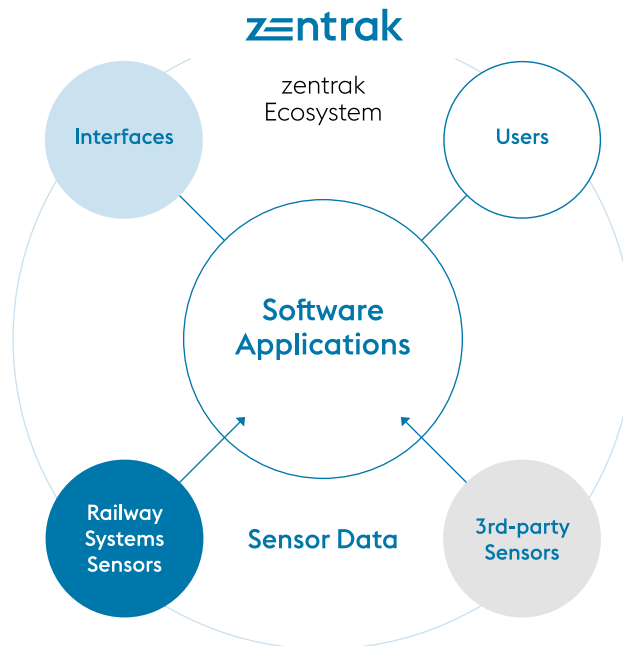 zentrak
zentrak
Ecosystem
Interfaces
Users
Software
Applications
Railway
Systems
Sensors
Sensor Data
3rd-party
Sensors